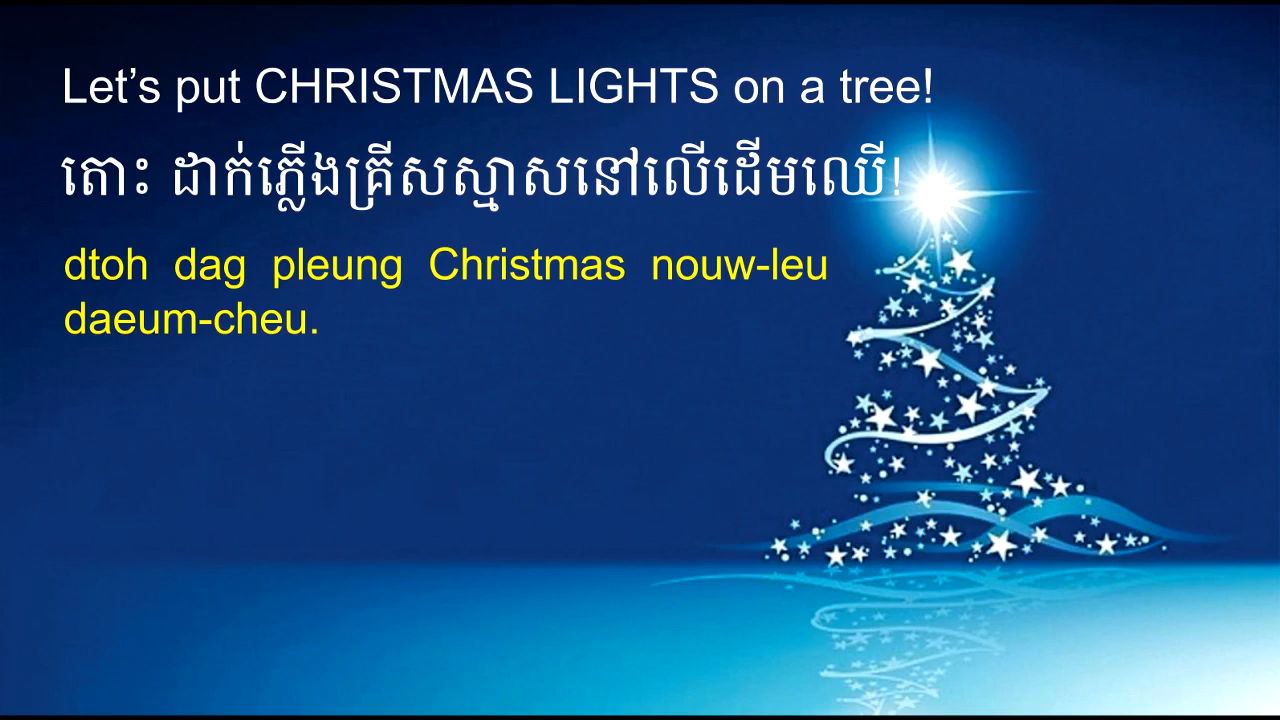 Let’s put CHRISTMAS LIGHTS on a tree!
តោះ ដាក់ភ្លើងគ្រីសស្មាសនៅលើដើមឈើ!
dtoh dag pleung Christmas nouw-leu
daeum-cheu.